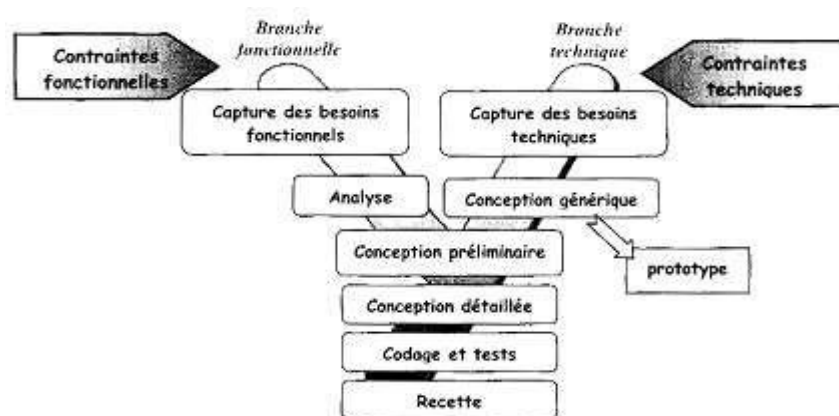 Branche
fonctionnelle
Branche
technique
Contraintes
fonctionnelles
Contraintes
techniques
Capture des besoins
fonctionnels
Capture des besoins
techniques
Analyse
Conception générique
Conception préliminaire
prototype
Conception détaillée
Codage et tests
Recette